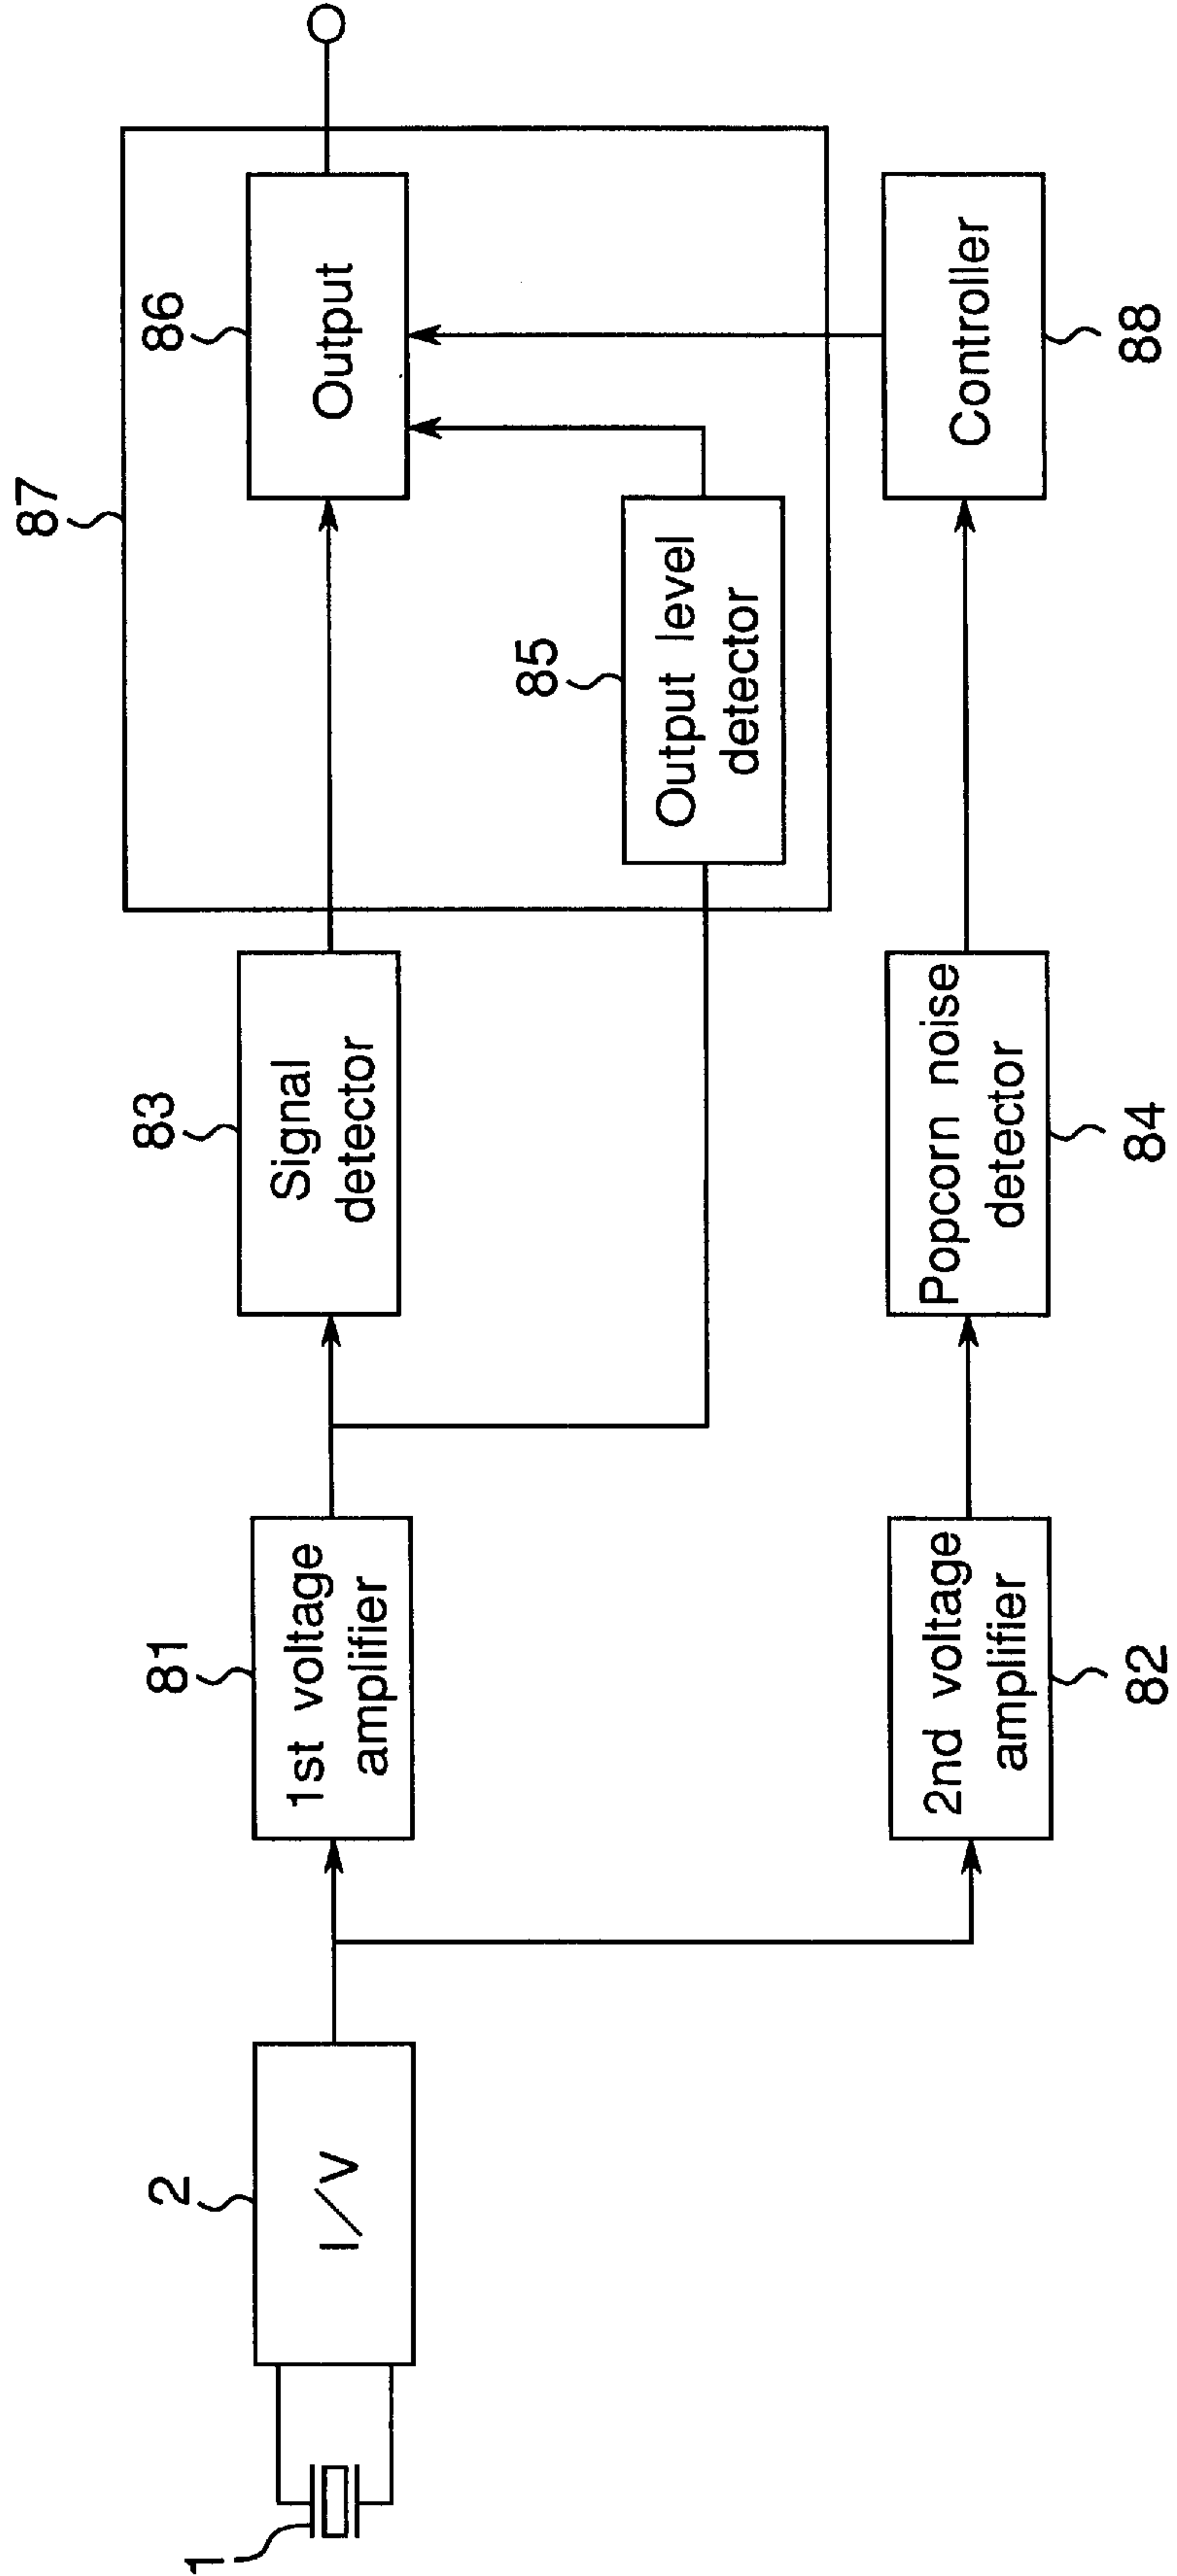 1
2
I/V
81
1st voltage
amplifier
82
2nd voltage
amplifier
83
Signal
detector
84
Popcorn noise
detector
85
Output level
detector
86
Output
87
Controller
88